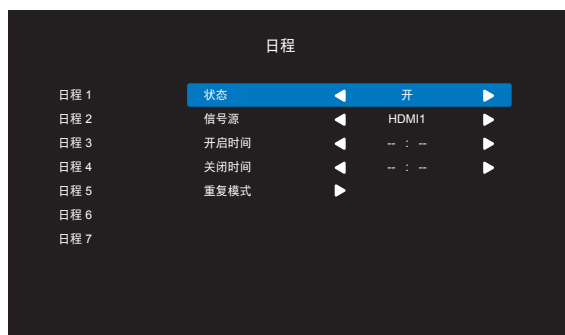 日程
日程 1 状态 开
日程 2 信号源 HDMI1
日程 3 开启时间 -- : --
日程 4 关闭时间 -- : --
日程 5 重复模式
日程 6
日程 7